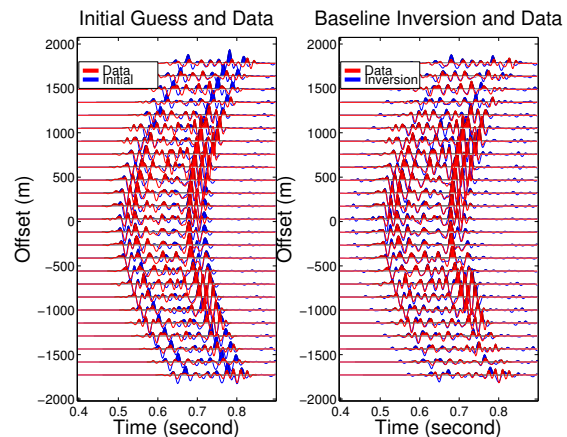 Initial Guess and Data
Data
Initial
2000
1500
1000
500
0
−500
−1000
−1500
−2000
Offset (m)
0.4 0.5 0.6 0.7 0.8
Time (second)
Baseline Inversion and Data
Data
Inversion
2000
1500
1000
500
0
−500
−1000
−1500
−2000
Offset (m)
0.4 0.5 0.6 0.7 0.8
Time (second)